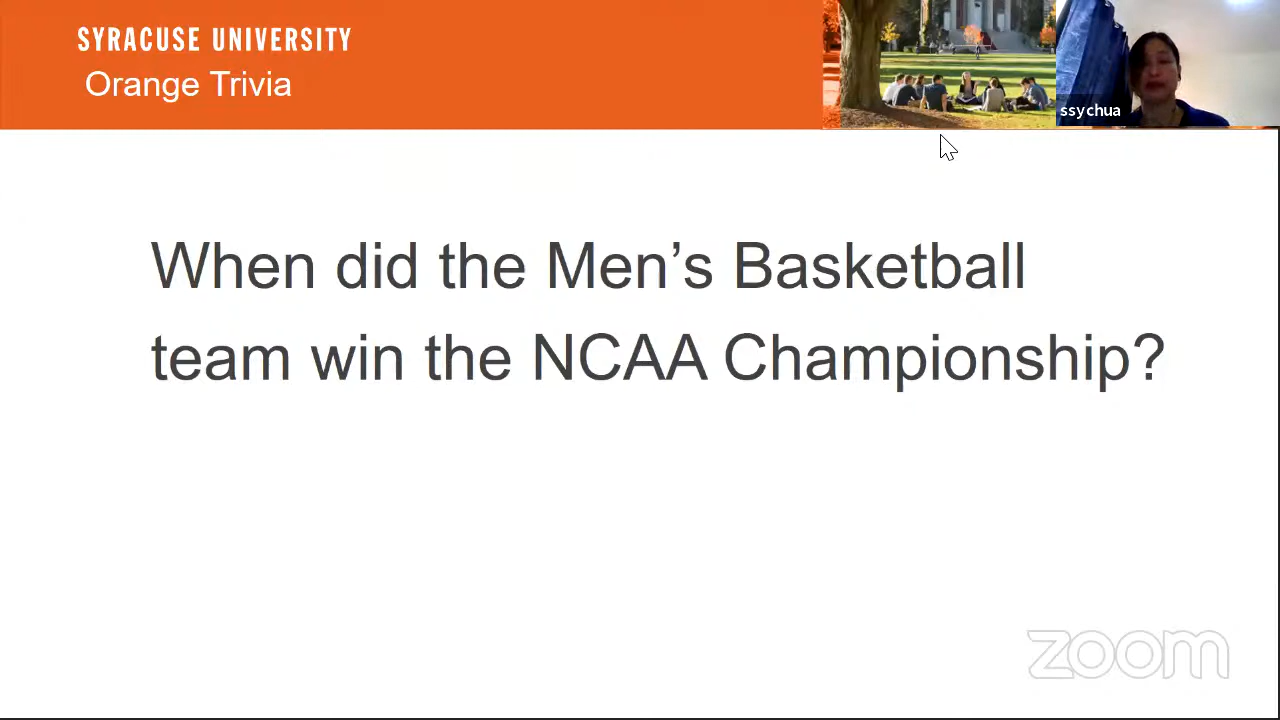 SYRACUSE UNIVERSITY
Orange Trivia
ssychua
When did the Men’s Basketball
team win the NCAA Championship?
zoom